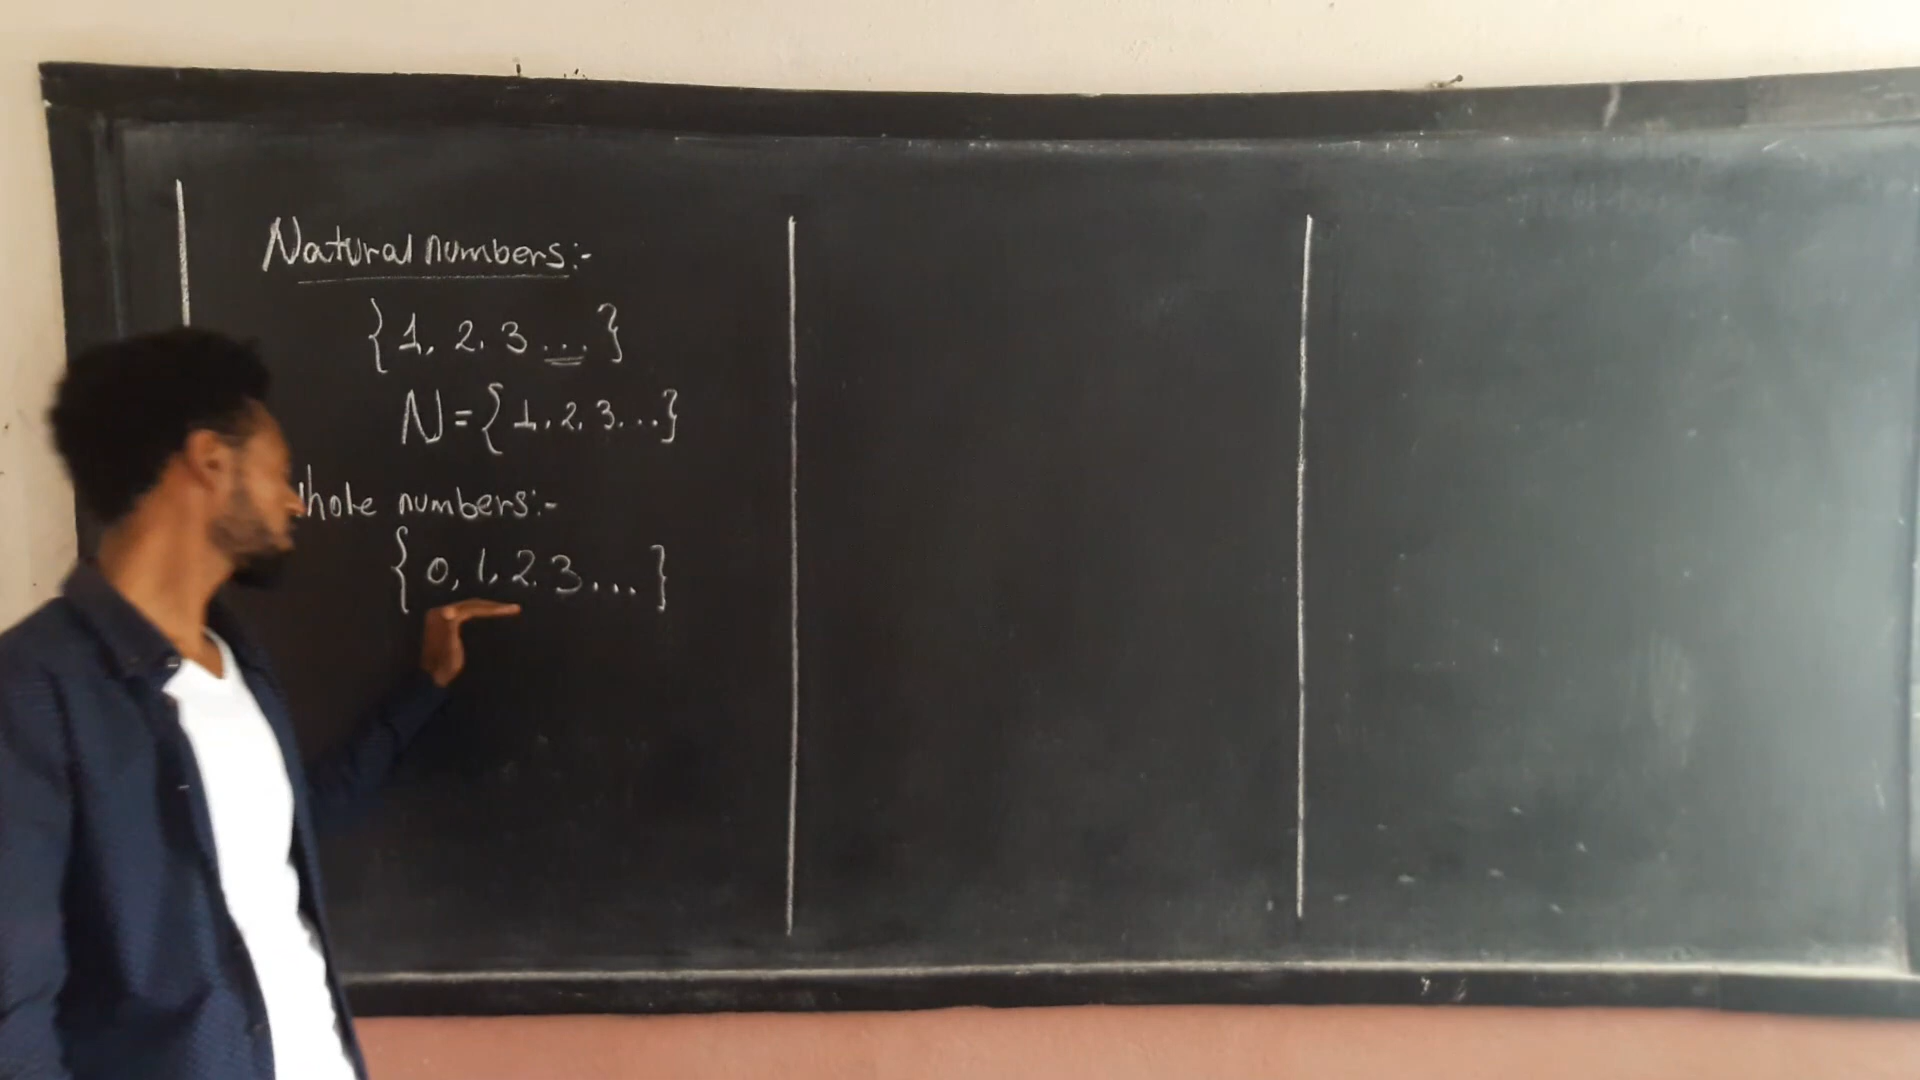 Natural numbers:-
{1, 2, 3 ... }
N = {1, 2, 3, ...}
hole numbers:-
{0, 1, 2, 3 ... }